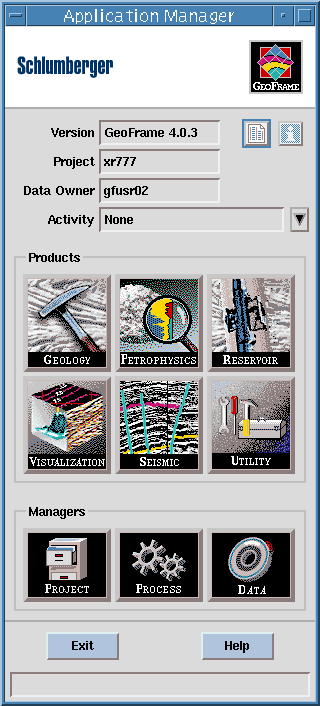 Application Manager
Schlumberger
GEOFRAME
Version GeoFrame 4.0.3
Project xr777
Data Owner gfusr02
Activity None
Products
GEOLOGY PETROPHYSICS RESERVOIR
VISUALIZATION SEISMIC UTILITY
Managers
PROJECT PROCESS DATA
Exit Help